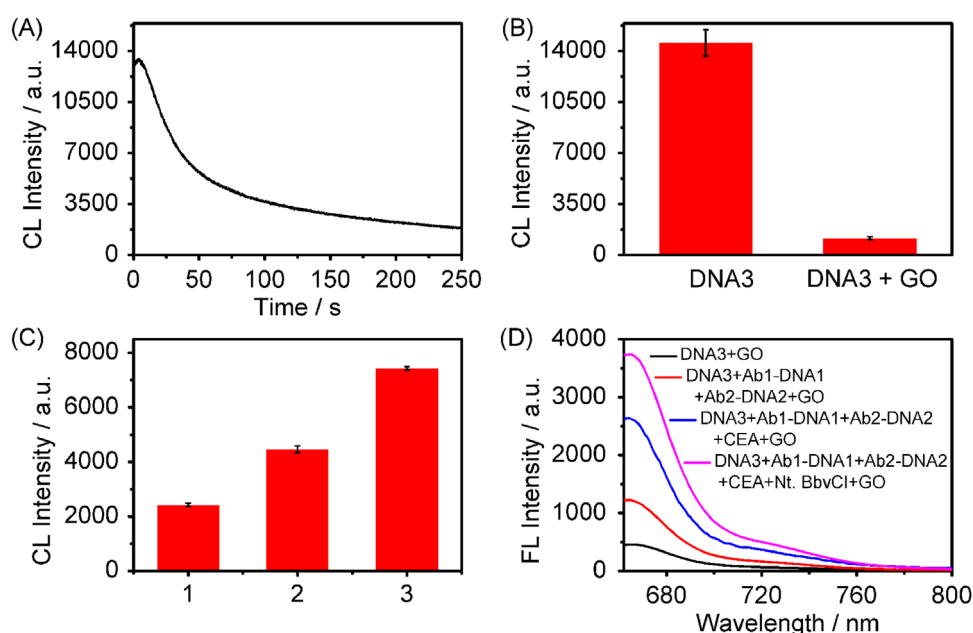 (A)
CL Intensity / a.u.
14000
10500
7000
3500
0
0 50 100 150 200 250
Time / s
(B)
CL Intensity / a.u.
14000
10500
7000
3500
0
DNA3 DNA3 + GO
(C)
CL Intensity / a.u.
8000
6000
4000
2000
0
1 2 3
(D)
FL Intensity / a.u.
4000
3000
2000
1000
0
DNA3+GO
DNA3+Ab1-DNA1
+Ab2-DNA2+GO
DNA3+Ab1-DNA1+Ab2-DNA2
+CEA+GO
DNA3+Ab1-DNA1+Ab2-DNA2
+CEA+Nt. BbvCI+GO
680 720 760 800
Wavelength / nm